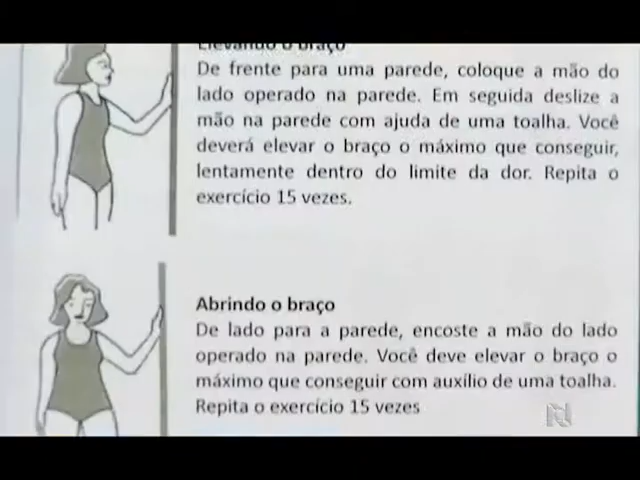 Elevando o braço
De frente para uma parede, coloque a mão do
lado operado na parede. Em seguida deslize a
mão na parede com ajuda de uma toalha. Você
deverá elevar o braço o máximo que conseguir,
lentamente dentro do limite da dor. Repita o
exercício 15 vezes.
Abrindo o braço
De lado para a parede, encoste a mão do lado
operado na parede. Você deve elevar o braço o
máximo que conseguir com auxílio de uma toalha.
Repita o exercício 15 vezes